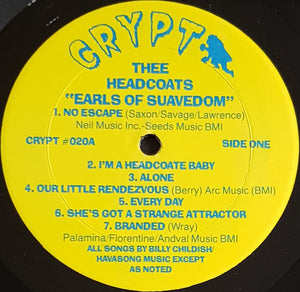 CRYPT
THEE
HEADCOATS
"EARLS OF SUAVEDOM"
1. NO ESCAPE (Saxon/Savage/Lawrence)
Neil Music Inc.-Seeds Music BMI
CRYPT #020A SIDE ONE
2. I'M A HEADCOATE BABY
3. ALONE
4. OUR LITTLE RENDEZVOUS (Berry) Arc Music (BMI)
5. EVERY DAY
6. SHE'S GOT A STRANGE ATTRACTOR
7. BRANDED (Wray)
Palamina/Florentine/Andval Music BMI
ALL SONGS BY BILLY CHILDISH/
HAVASONG MUSIC EXCEPT
AS NOTED